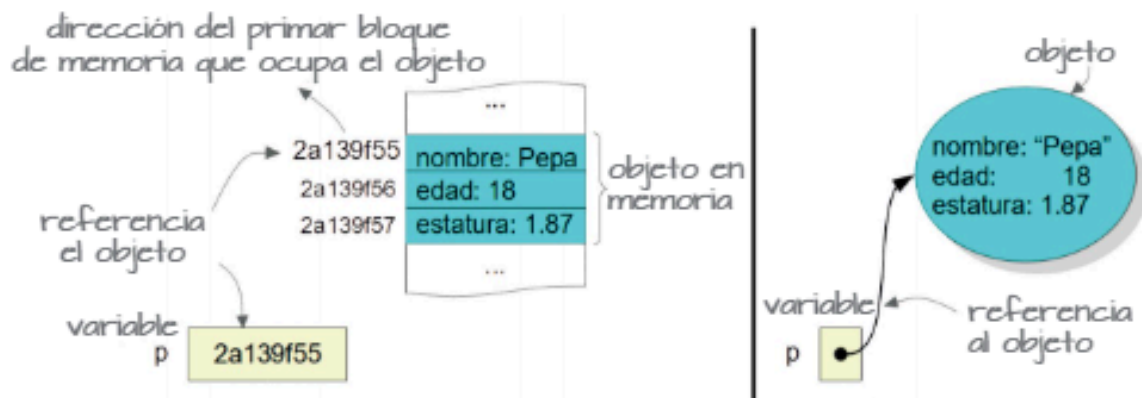 dirección del primar bloque
de memoria que ocupa el objeto
...
2a139f55
nombre: Pepa
2a139f56
edad: 18
2a139f57
estatura: 1.87
...
objeto en
memoria
referencia
el objeto
variable
p
2a139f55
objeto
nombre: “Pepa”
edad: 18
estatura: 1.87
variable
p
referencia
al objeto